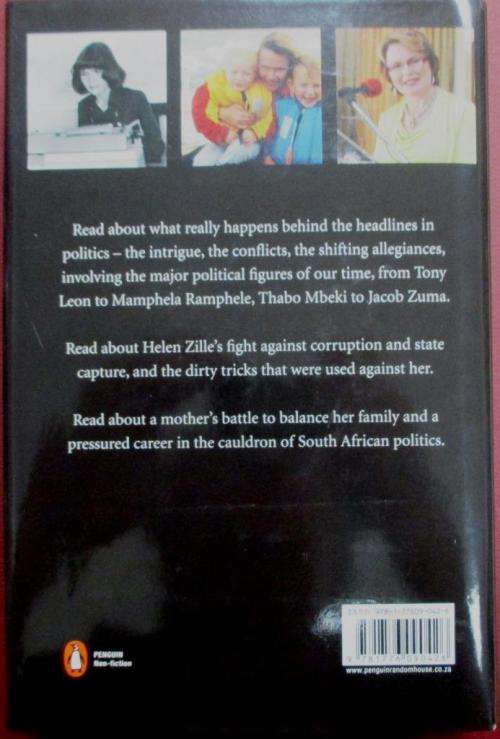 Read about what really happens behind the headlines in
politics – the intrigue, the conflicts, the shifting allegiances,
involving the major political figures of our time, from Tony
Leon to Mamphela Ramphele, Thabo Mbeki to Jacob Zuma.
Read about Helen Zille's fight against corruption and state
capture, and the dirty tricks that were used against her.
Read about a mother's battle to balance her family and a
pressured career in the cauldron of South African politics.
PENGUIN
Non-fiction
www.penguinrandomhouse.co.za